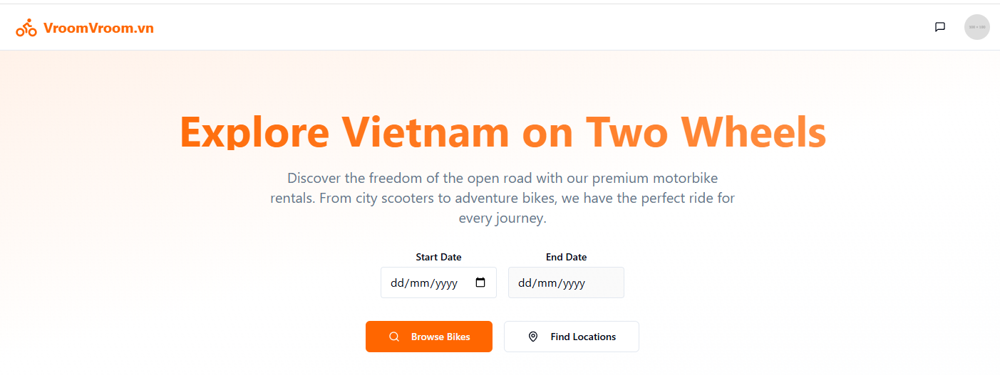 VroomVroom.vn
Explore Vietnam on Two Wheels
Discover the freedom of the open road with our premium motorbike
rentals. From city scooters to adventure bikes, we have the perfect ride for
every journey.
Start Date
End Date
dd/mm/yyyy
dd/mm/yyyy
Browse Bikes
Find Locations